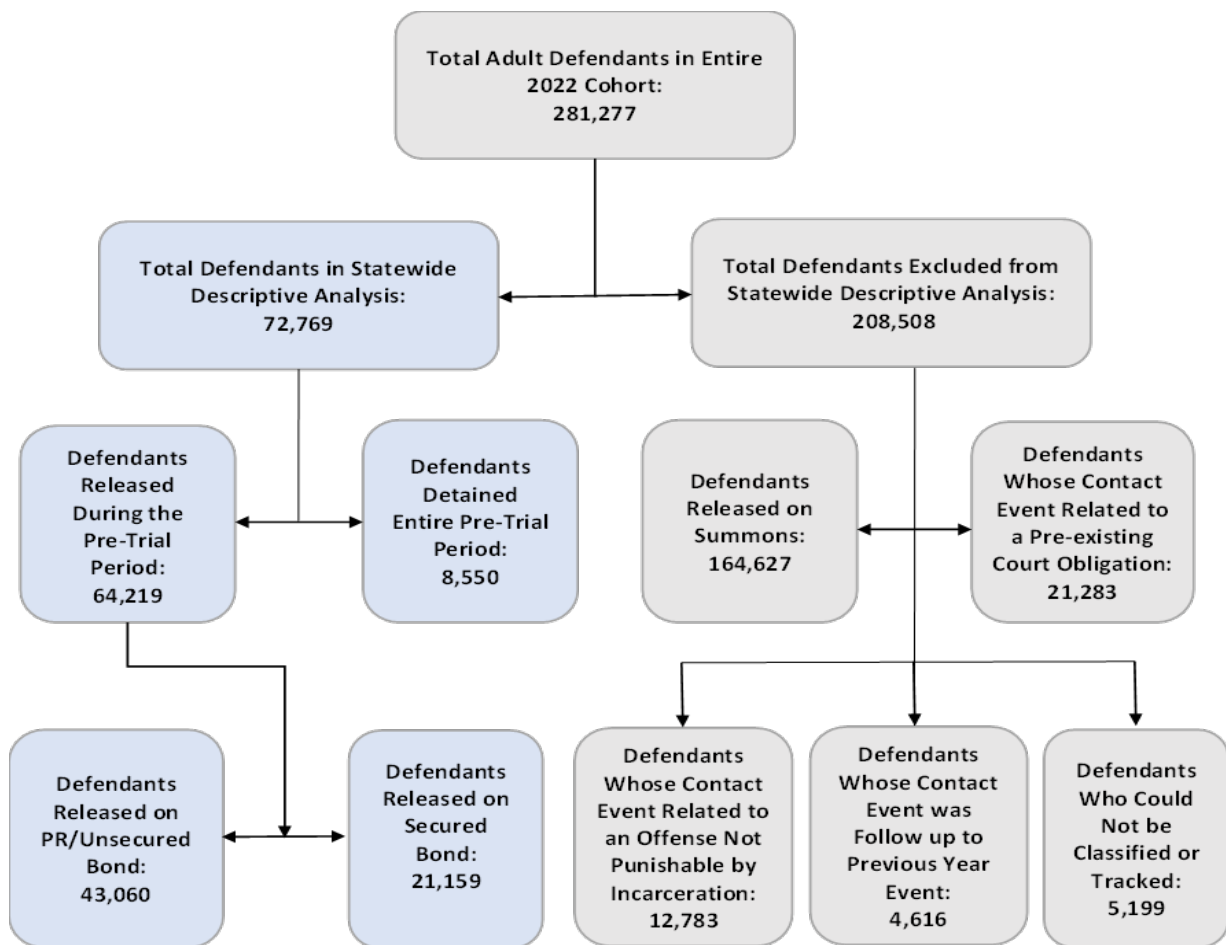 Total Adult Defendants in Entire
2022 Cohort:
281,277
Total Defendants in Statewide
Descriptive Analysis:
72,769
Total Defendants Excluded from
Statewide Descriptive Analysis:
208,508
Defendants
Released
During the
Pre-Trial
Period:
64,219
Defendants
Detained
Entire Pre-Trial
Period:
8,550
Defendants
Released on
Summons:
164,627
Defendants
Whose Contact
Event Related to
a Pre-existing
Court Obligation:
21,283
Defendants
Released on
PR/Unsecured
Bond:
43,060
Defendants
Released on
Secured
Bond:
21,159
Defendants
Whose Contact
Event Related to
an Offense Not
Punishable by
Incarceration:
12,783
Defendants
Whose Contact
Event was
Follow up to
Previous Year
Event:
4,616
Defendants
Who Could
Not be
Classified or
Tracked:
5,199